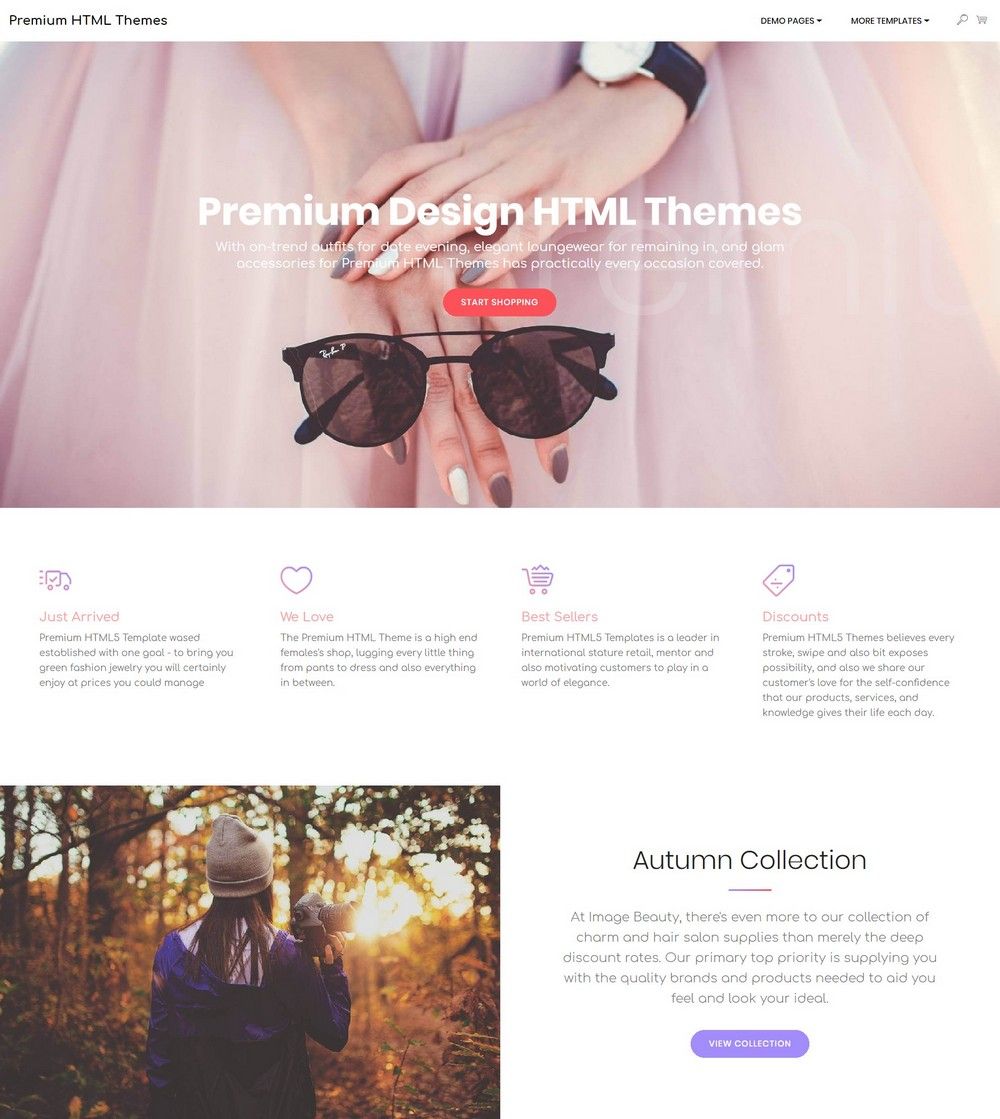 Premium HTML Themes
DEMO PAGES
MORE TEMPLATES
Premium Design HTML Themes
With on-trend outfits for date evening, elegant loungewear for remaining in, and glam
accessories for Premium HTML Themes has practically every occasion covered.
START SHOPPING
Ray-Ban P
Just Arrived
Premium HTML5 Template wased
established with one goal - to bring you
green fashion jewelry you will certainly
enjoy at prices you could manage
We Love
The Premium HTML Theme is a high end
females's shop, lugging every little thing
from pants to dress and also everything
in between.
Best Sellers
Premium HTML5 Templates is a leader in
international stature retail, mentor and
also motivating customers to play in a
world of elegance.
Discounts
Premium HTML5 Themes believes every
stroke, swipe and also bit exposes
possibility, and also we share our
customer's love for the self-confidence
that our products, services, and
knowledge gives their life each day.
Autumn Collection
At Image Beauty, there's even more to our collection of
charm and hair salon supplies than merely the deep
discount rates. Our primary top priority is supplying you
with the quality brands and products needed to aid you
feel and look your ideal.
VIEW COLLECTION